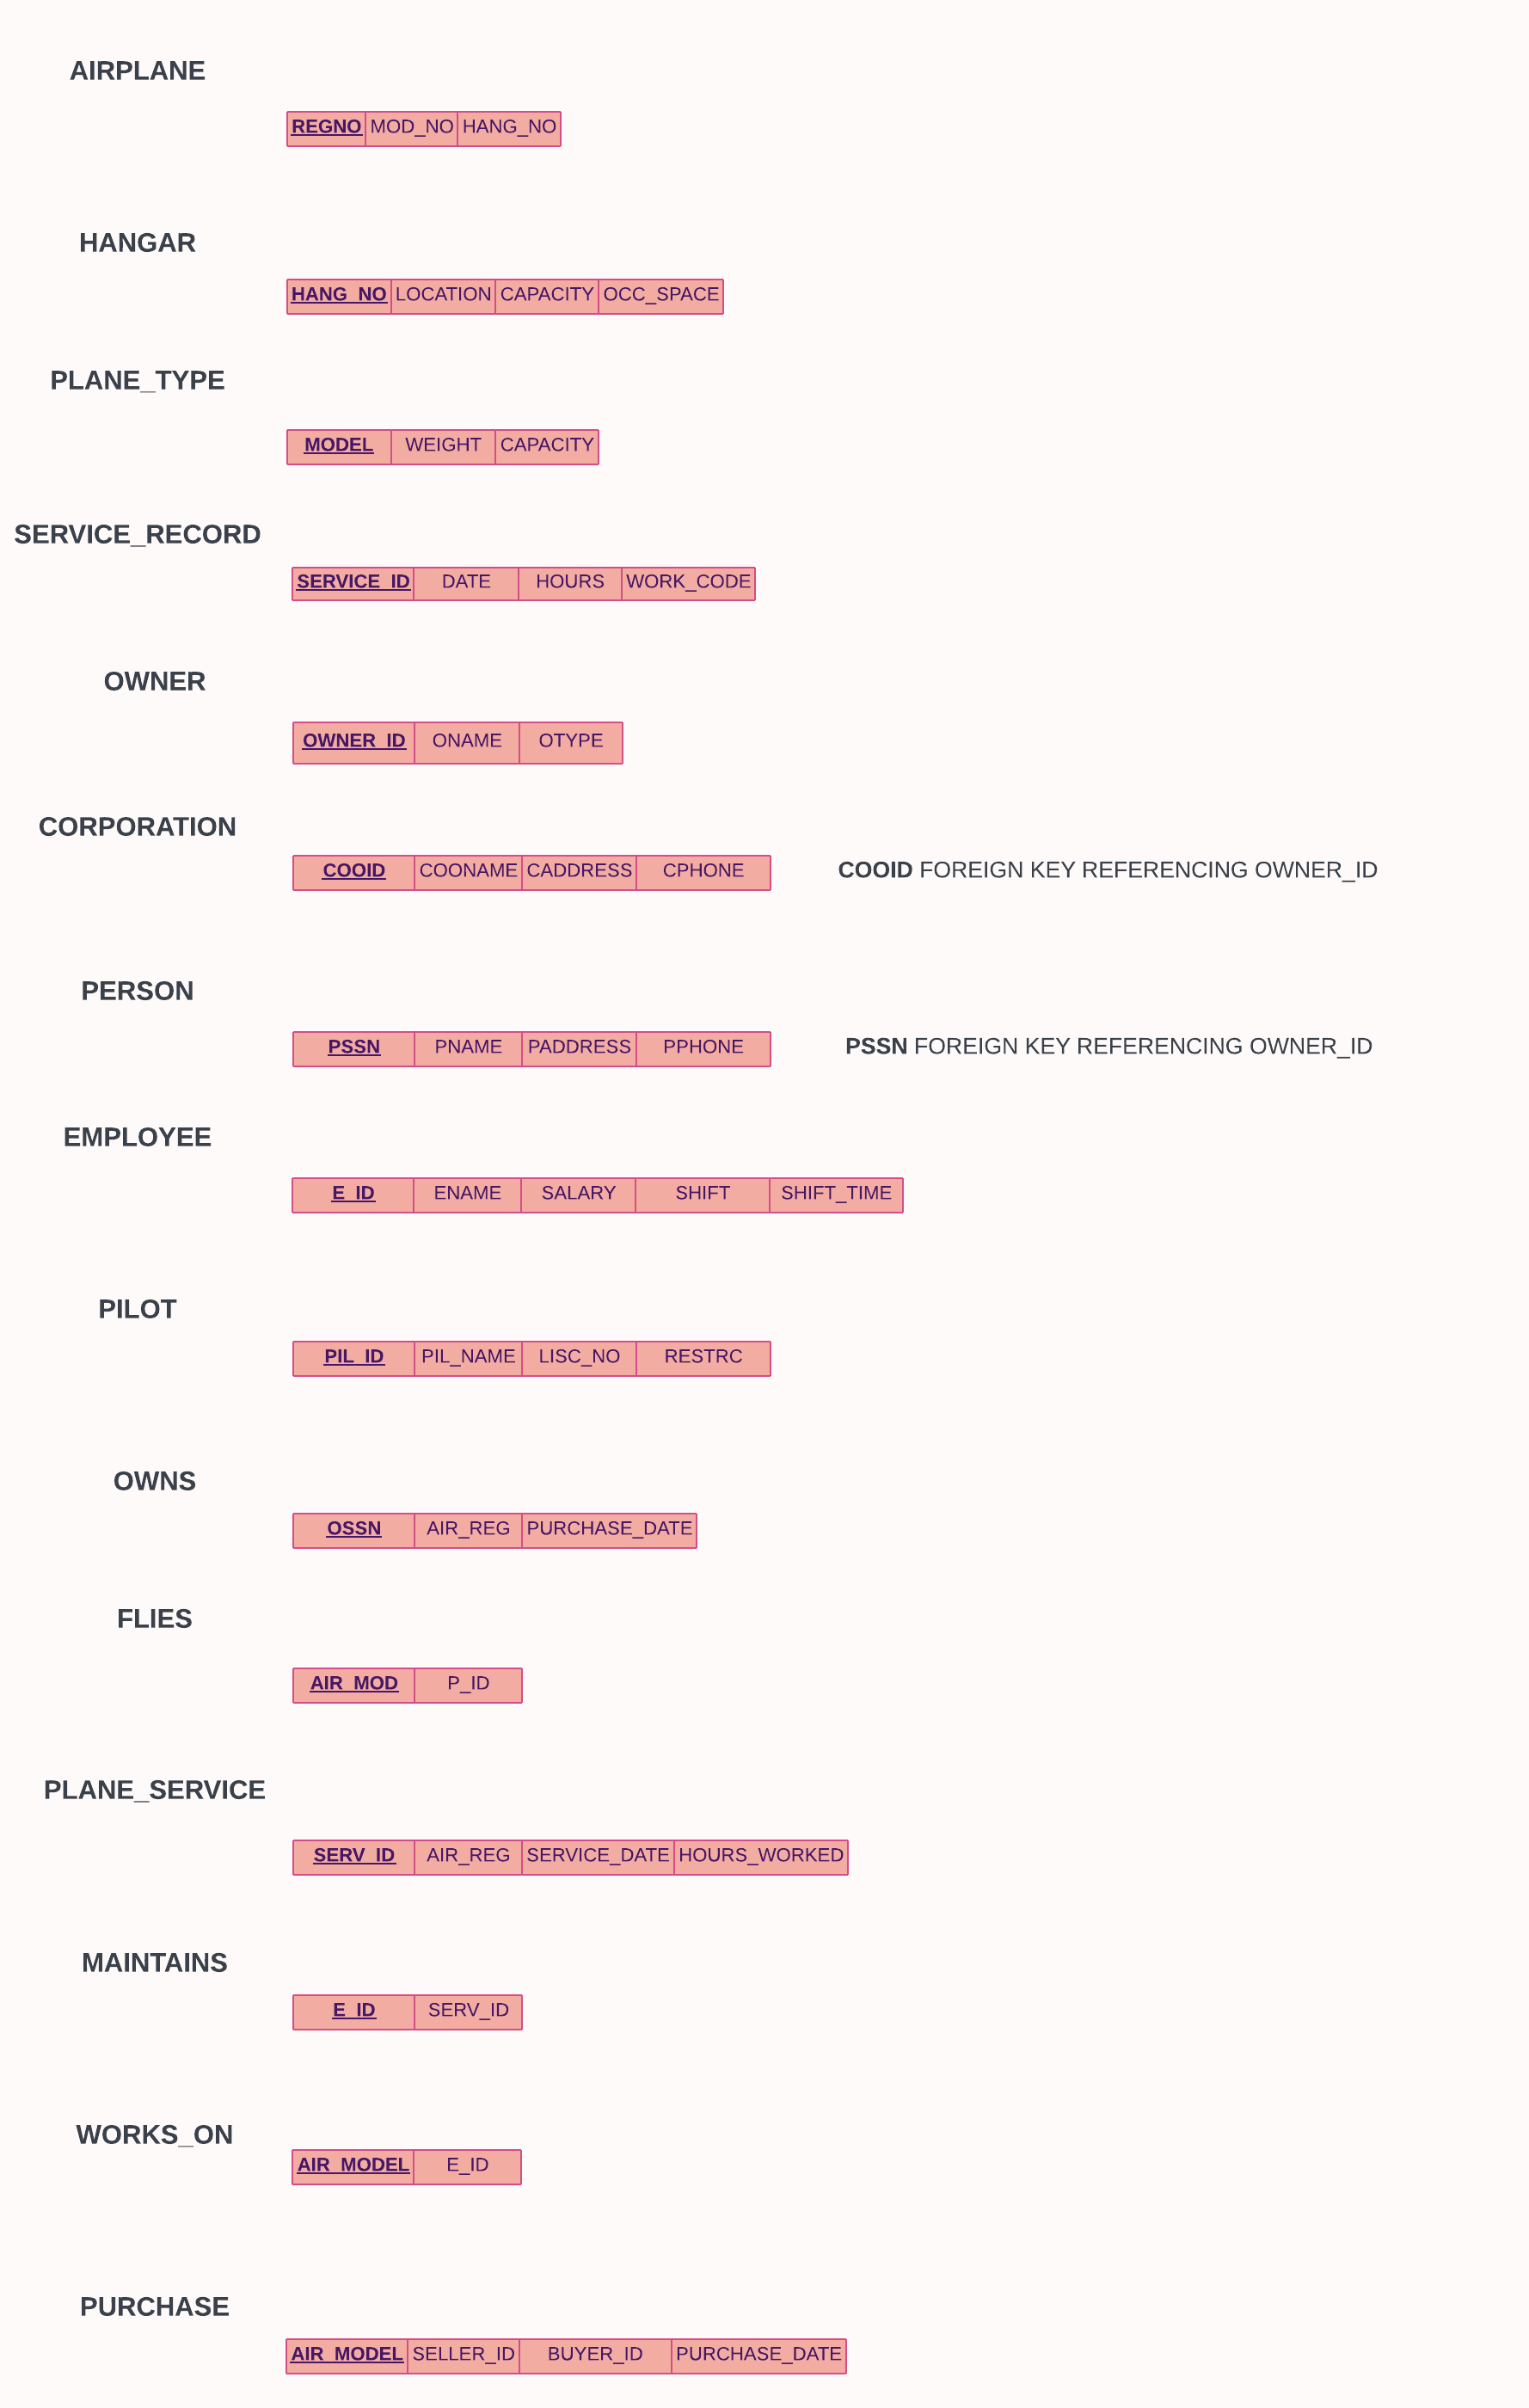 AIRPLANE
REGNO MOD_NO HANG_NO
HANGAR
HANG_NO LOCATION CAPACITY OCC_SPACE
PLANE_TYPE
MODEL WEIGHT CAPACITY
SERVICE_RECORD
SERVICE_ID DATE HOURS WORK_CODE
OWNER
OWNER_ID ONAME OTYPE
CORPORATION
COOID COONAME CADDRESS CPHONE COOID FOREIGN KEY REFERENCING OWNER_ID
PERSON
PSSN PNAME PADDRESS PPHONE PSSN FOREIGN KEY REFERENCING OWNER_ID
EMPLOYEE
E_ID ENAME SALARY SHIFT SHIFT_TIME
PILOT
PIL_ID PIL_NAME LISC_NO RESTRC
OWNS
OSSN AIR_REG PURCHASE_DATE
FLIES
AIR_MOD P_ID
PLANE_SERVICE
SERV_ID AIR_REG SERVICE_DATE HOURS_WORKED
MAINTAINS
E_ID SERV_ID
WORKS_ON
AIR_MODEL E_ID
PURCHASE
AIR_MODEL SELLER_ID BUYER_ID PURCHASE_DATE